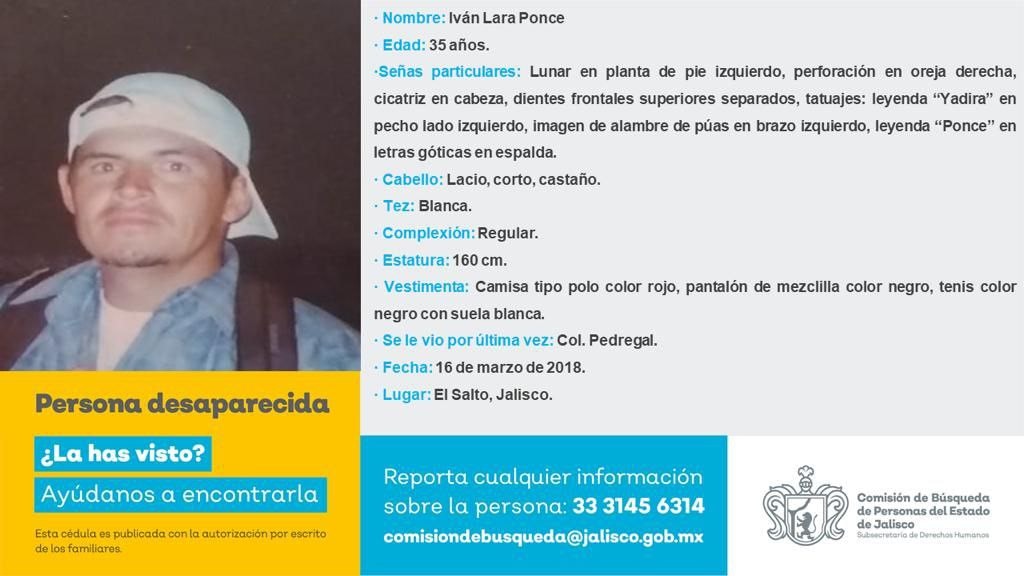 · Nombre: Iván Lara Ponce
· Edad: 35 años.
·Señas particulares: Lunar en planta de pie izquierdo, perforación en oreja derecha,
cicatriz en cabeza, dientes frontales superiores separados, tatuajes: leyenda “Yadira” en
pecho lado izquierdo, imagen de alambre de púas en brazo izquierdo, leyenda “Ponce” en
letras góticas en espalda.
· Cabello: Lacio, corto, castaño.
· Tez: Blanca.
· Complexión: Regular.
· Estatura: 160 cm.
· Vestimenta: Camisa tipo polo color rojo, pantalón de mezclilla color negro, tenis color
negro con suela blanca.
· Se le vio por última vez: Col. Pedregal.
· Fecha: 16 de marzo de 2018.
· Lugar: El Salto, Jalisco.
Persona desaparecida
¿La has visto?
Ayúdanos a encontrarla
Esta cédula es publicada con la autorización por escrito
de los familiares.
Reporta cualquier información
sobre la persona: 33 3145 6314
comisiondebusqueda@jalisco.gob.mx
Comisión de Búsqueda
de Personas del Estado
de Jalisco
Subsecretaría de Derechos Humanos